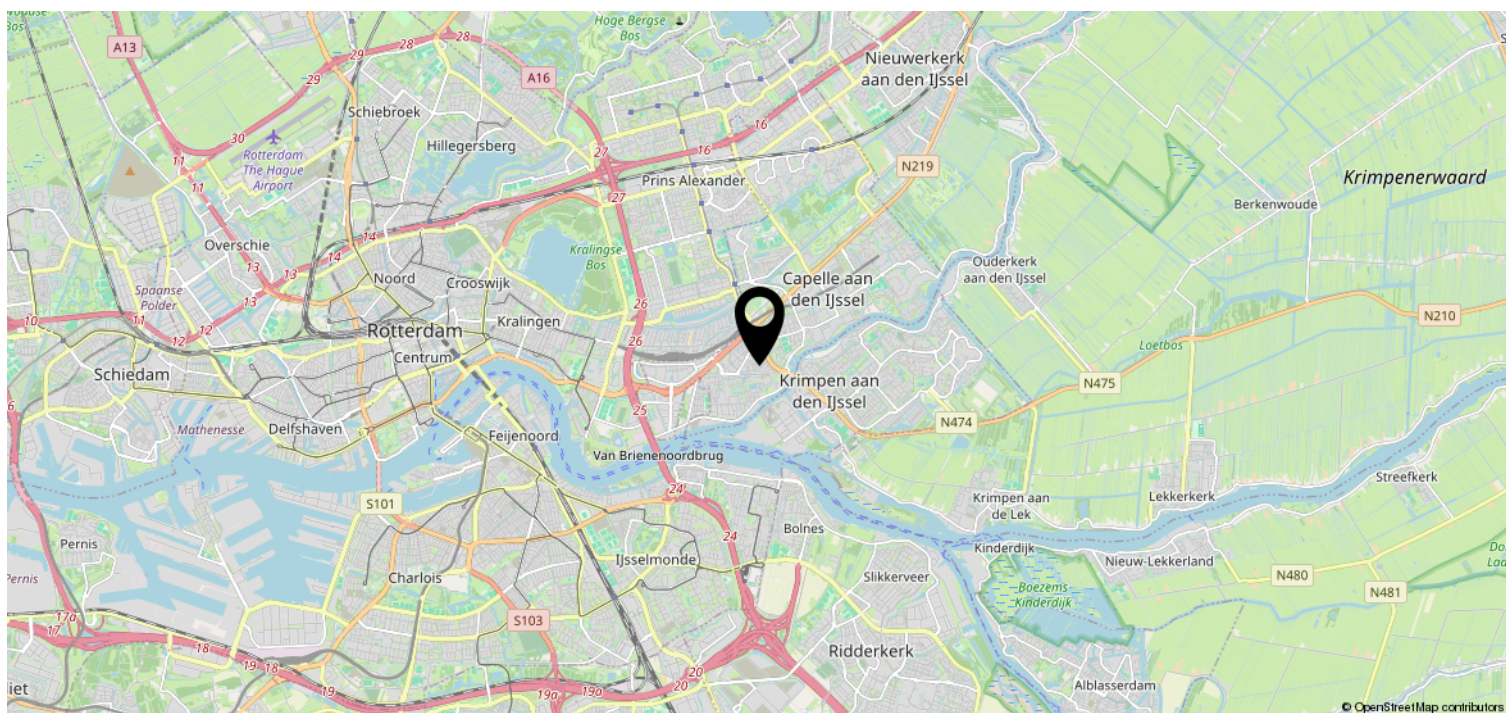 Hoge Bergse
Bos
28
28
A13
29
A16
Nieuwerkerk
aan den IJssel
29
Schiebroek
16
30
Hillegersberg
11
Rotterdam
The Hague
Airport
27
16
N219
Prins Alexander
Krimpenerwaard
11
27
Berkenwoude
14
Overschie
Kralingse
Bos
13
13
Noord
Crooswijk
Capelle aan
den IJssel
Ouderkerk
aan den IJssel
Spaanse
Polder
26
10
11
12
Rotterdam
Kralingen
N210
26
Loetbos
Centrum
Schiedam
Krimpen aan
den IJssel
N475
25
Mathenesse
Delfshaven
Feijenoord
N474
Van Brienenoordbrug
Streefkerk
24
S101
Krimpen aan
de Lek
Lekkerkerk
Bolnes
24
Pernis
Kinderdijk
IJsselmonde
Nieuw-Lekkerland
Charlois
Slikkerveer
N480
Pernis
Boezems
Kinderdijk
N481
17a
17
S103
18
Ridderkerk
18
19
20
19
19a
19a
20
Alblasserdam
© OpenStreetMap contributors